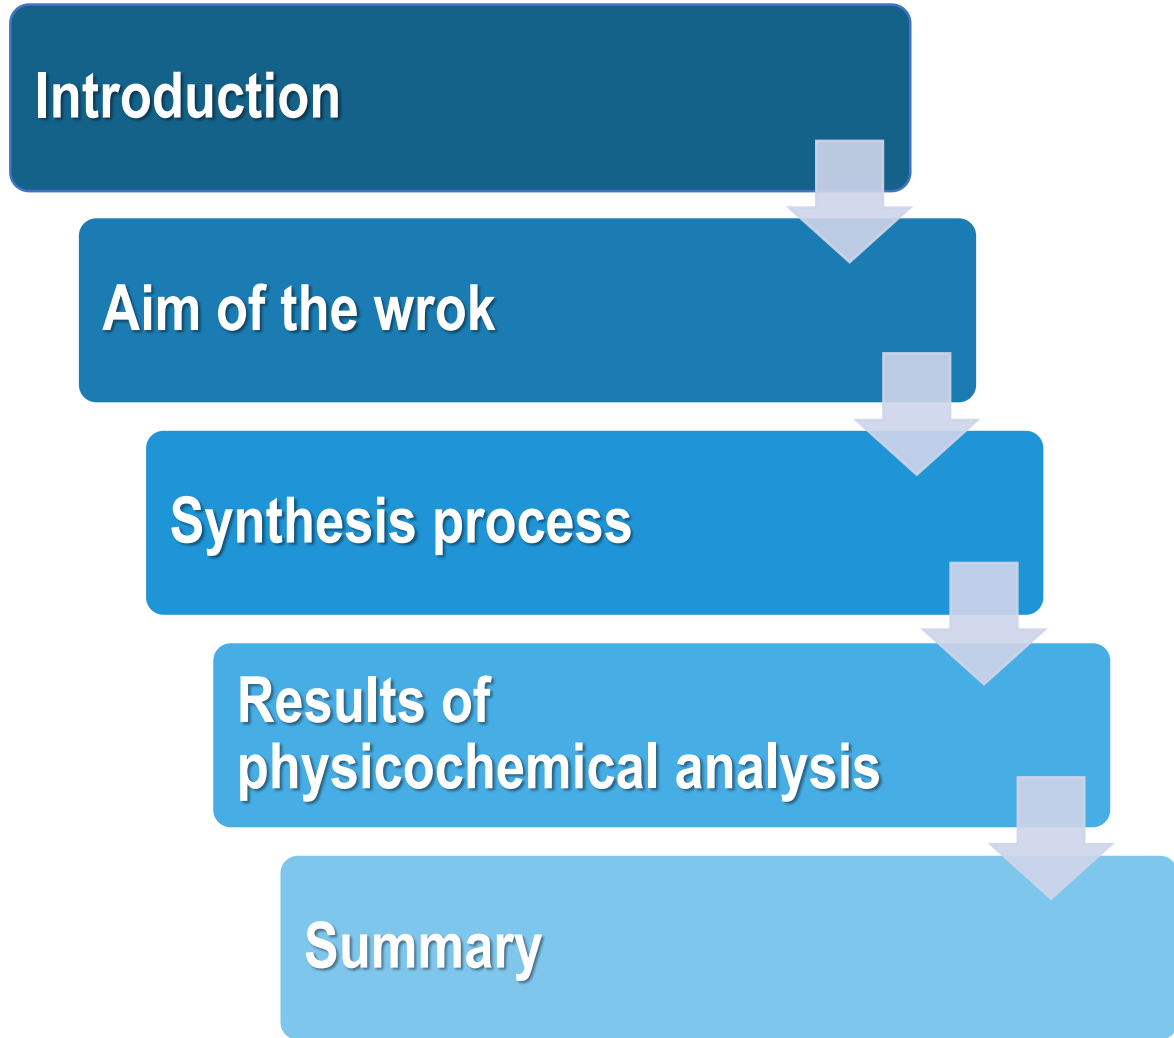 Introduction
Aim of the wrok
Synthesis process
Results of
physicochemical analysis
Summary